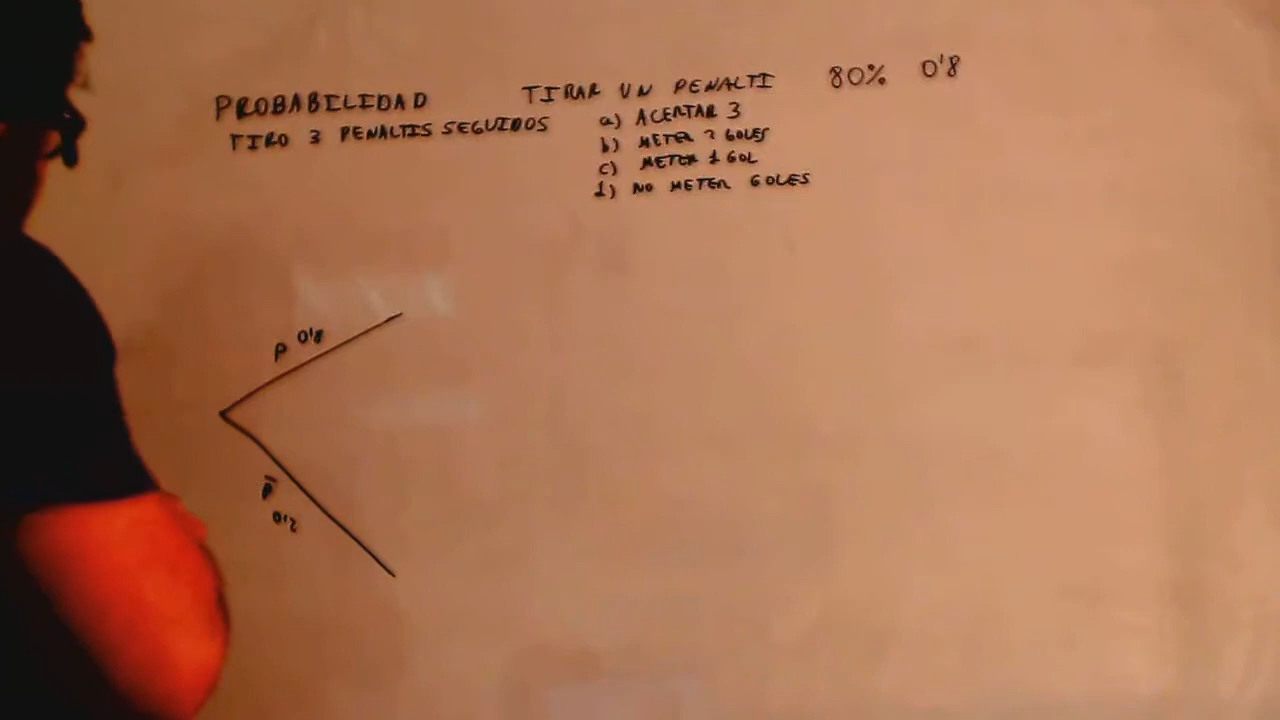 PROBABILIDAD TIRAR UN PENALTI 80% 0'8
TIRO 3 PENALTIS SEGUIDOS
a) ACERTAR 3
b) METER 2 GOLES
c) METER 1 GOL
d) NO METER GOLES
P 0'8
P̄
0'2